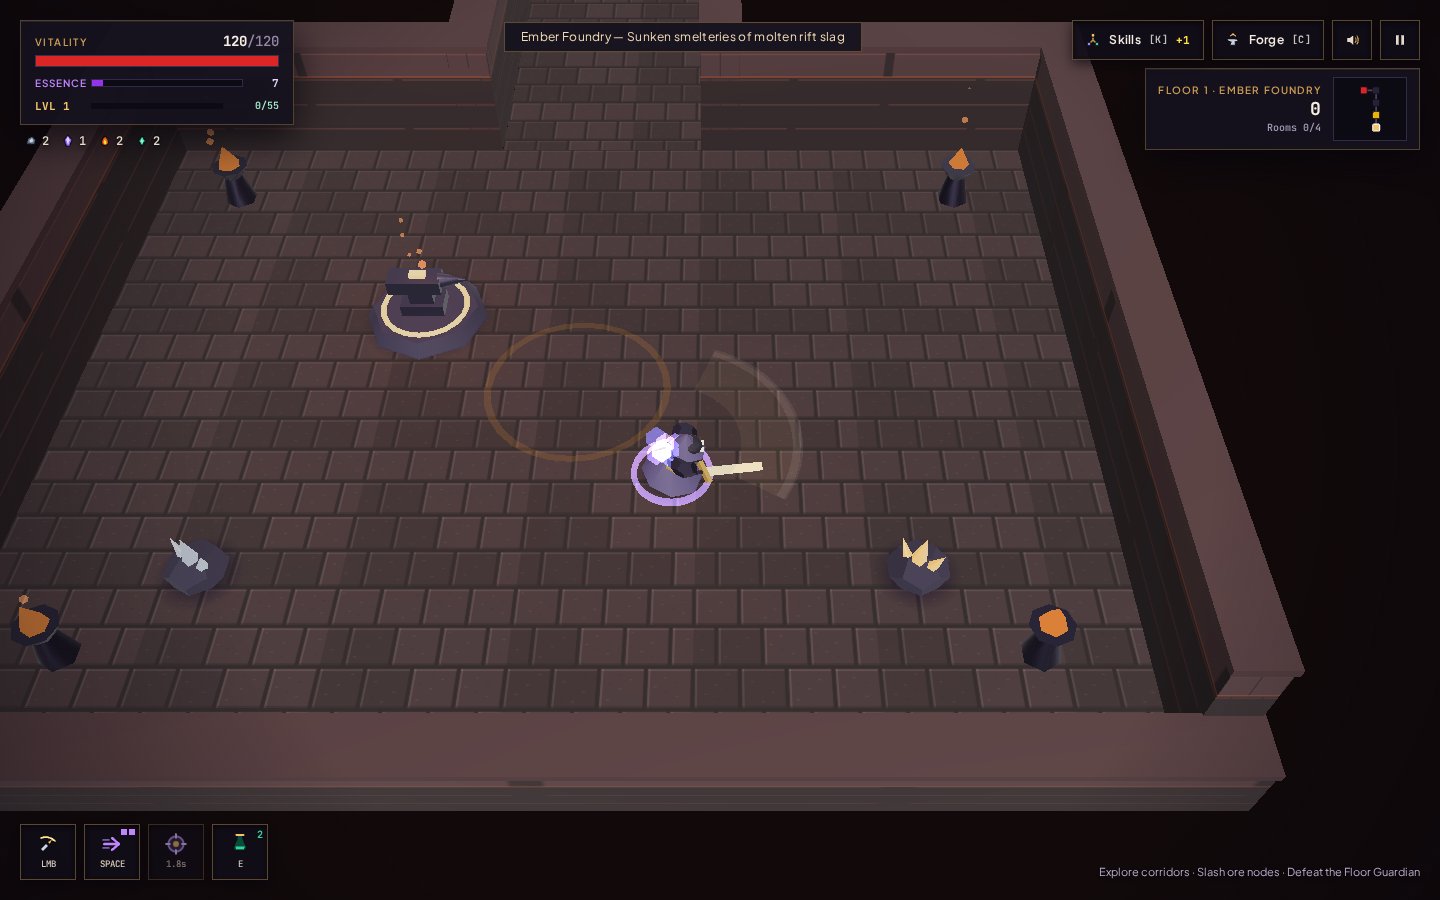 VITALITY 120/120
ESSENCE 7
LVL 1 0/55
2 1 2 2
Ember Foundry — Sunken smelteries of molten rift slag
Skills [K] +1
Forge [C]
FLOOR 1 · EMBER FOUNDRY
0
Rooms 0/4
1
LMB
SPACE
1.8s
2
E
Explore corridors · Slash ore nodes · Defeat the Floor Guardian